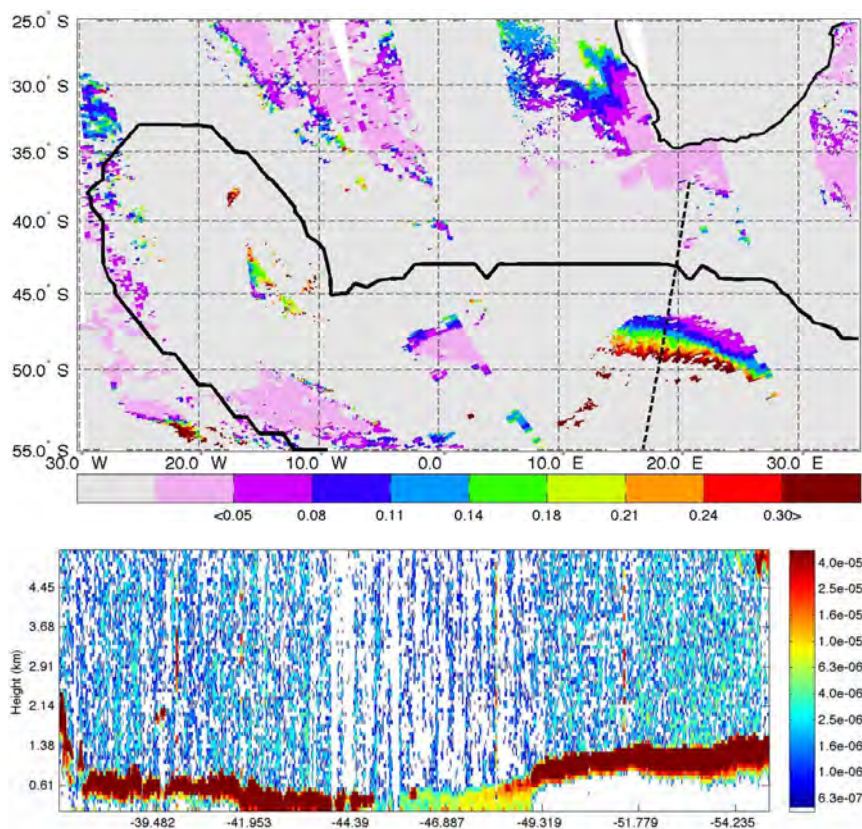 25.0° S
30.0° S
35.0° S
40.0° S
45.0° S
50.0° S
55.0° S
30.0° W 20.0° W 10.0° W 0.0° 10.0° E 20.0° E 30.0° E
<0.05 0.08 0.11 0.14 0.18 0.21 0.24 0.30>
Height (km)
4.45
3.68
2.91
2.14
1.38
0.61
-39.482 -41.953 -44.39 -46.887 -49.319 -51.779 -54.235
4.0e-05
2.5e-05
1.6e-05
1.0e-05
6.3e-06
4.0e-06
2.5e-06
1.6e-06
1.0e-06
6.3e-07